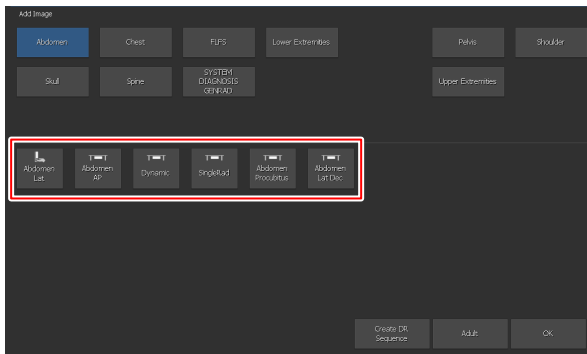 Add Image
Abdomen
Chest
FLFS
Lower Extremities
Pelvis
Shoulder
Skull
Spine
SYSTEM
DIAGNOSIS
GENRAD
Upper Extremities
Abdomen
Lat
Abdomen
AP
Dynamic
SingleRad
Abdomen
Procubitus
Abdomen
Lat Dec
Create DR
Sequence
Adult
OK